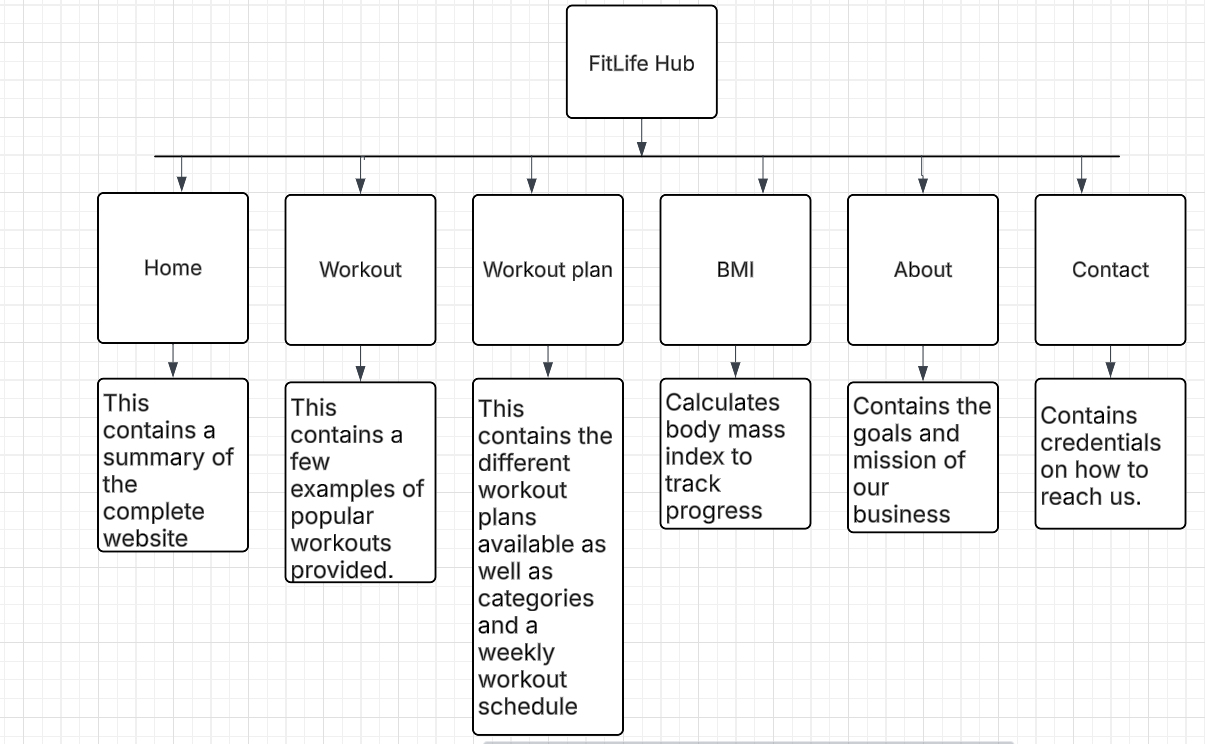 FitLife Hub
Home
Workout
Workout plan
BMI
About
Contact
This
contains a
summary of
the
complete
website
This
contains a
few
examples of
popular
workouts
provided.
This
contains the
different
workout
plans
available as
well as
categories
and a
weekly
workout
schedule
Calculates
body mass
index to
track
progress
Contains the
goals and
mission of
our
business
Contains
credentials
on how to
reach us.